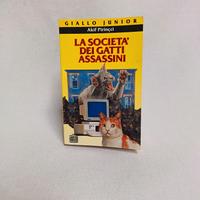 GIALLO JUNIOR
Akif Pirinçci
LA SOCIETA'
DEI GATTI
ASSASSINI